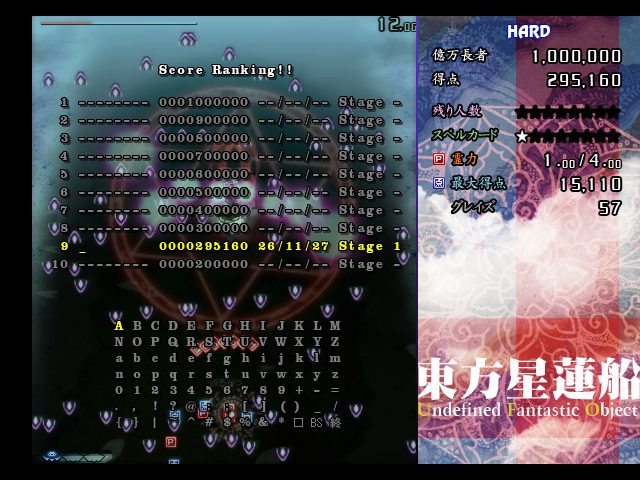 12.00
Score Ranking!!
1 -------- 0001000000 --/--/-- Stage -
2 -------- 0000900000 --/--/-- Stage -
3 -------- 0000800000 --/--/-- Stage -
4 -------- 0000700000 --/--/-- Stage -
5 -------- 0000600000 --/--/-- Stage -
6 -------- 0000500000 --/--/-- Stage -
7 -------- 0000400000 --/--/-- Stage -
8 -------- 0000300000 --/--/-- Stage -
9 _ 0000295160 26/11/27 Stage 1
10 -------- 0000200000 --/--/-- Stage -
A B C D E F G H I J K L M
N O P Q R S T U V W X Y Z
a b c d e f g h i j k l m
n o p q r s t u v w x y z
0 1 2 3 4 5 6 7 8 9 + - =
. , ! ? @ : ; [ ] ( ) _ /
{ } | ~ ^ # $ % & * □ BS 終
HARD
億万長者 1,000,000
得点 295,160
残り人数
スペルカード
P 霊力 1.00/4.00
点 最大得点 15,110
グレイズ 57
東方星蓮船
Undefined Fantastic Object